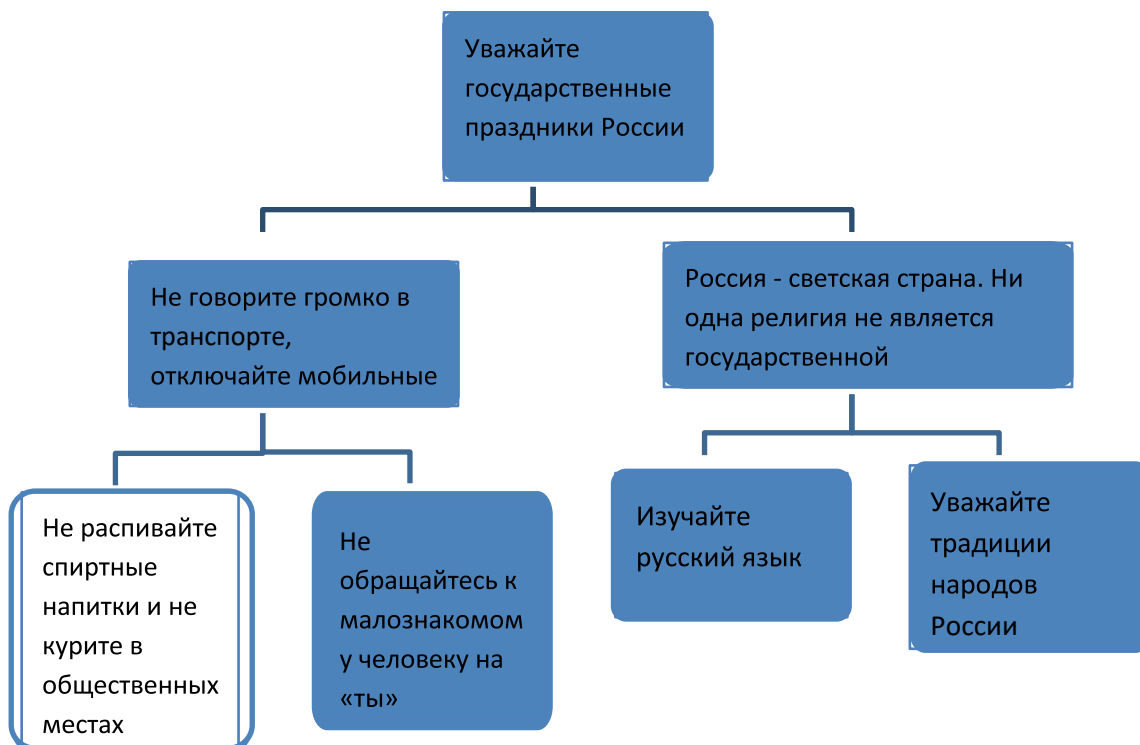 Уважайте
государственные
праздники России
Не говорите громко в
транспорте,
отключайте мобильные
Россия - светская страна. Ни
одна религия не является
государственной
Не распивайте
спиртные
напитки и не
курите в
общественных
местах
Не
обращайтесь к
малознакомом
у человеку на
«ты»
Изучайте
русский язык
Уважайте
традиции
народов
России